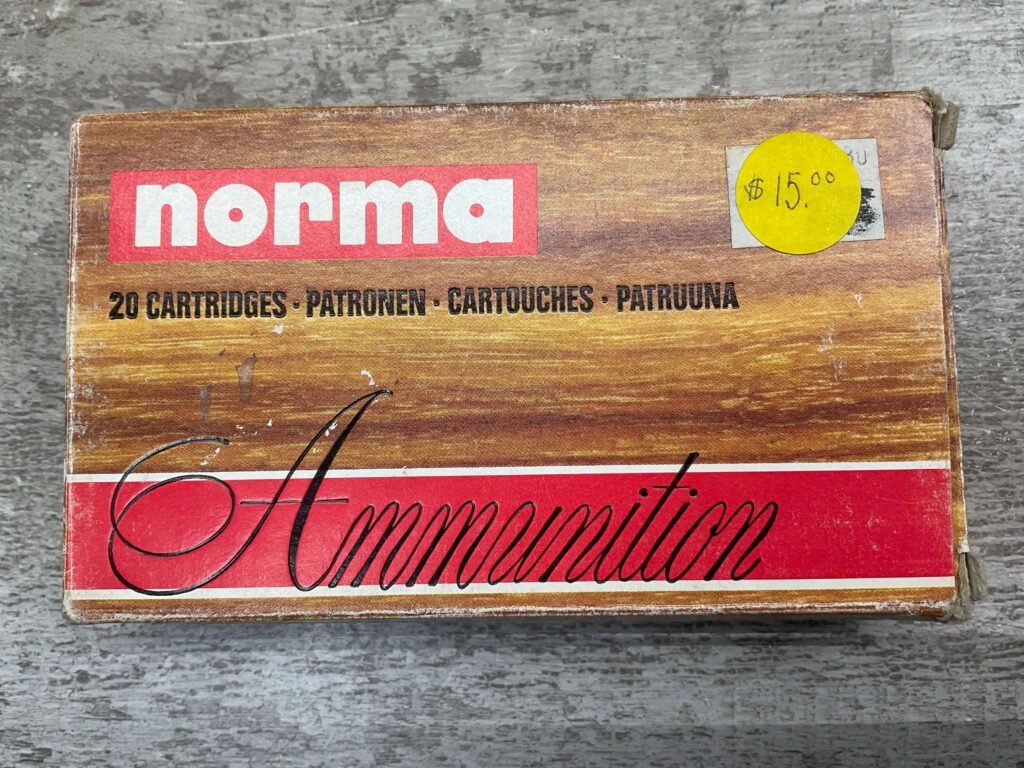 norma
$15.00
20 CARTRIDGES · PATRONEN · CARTOUCHES · PATRUUNA
Ammunition